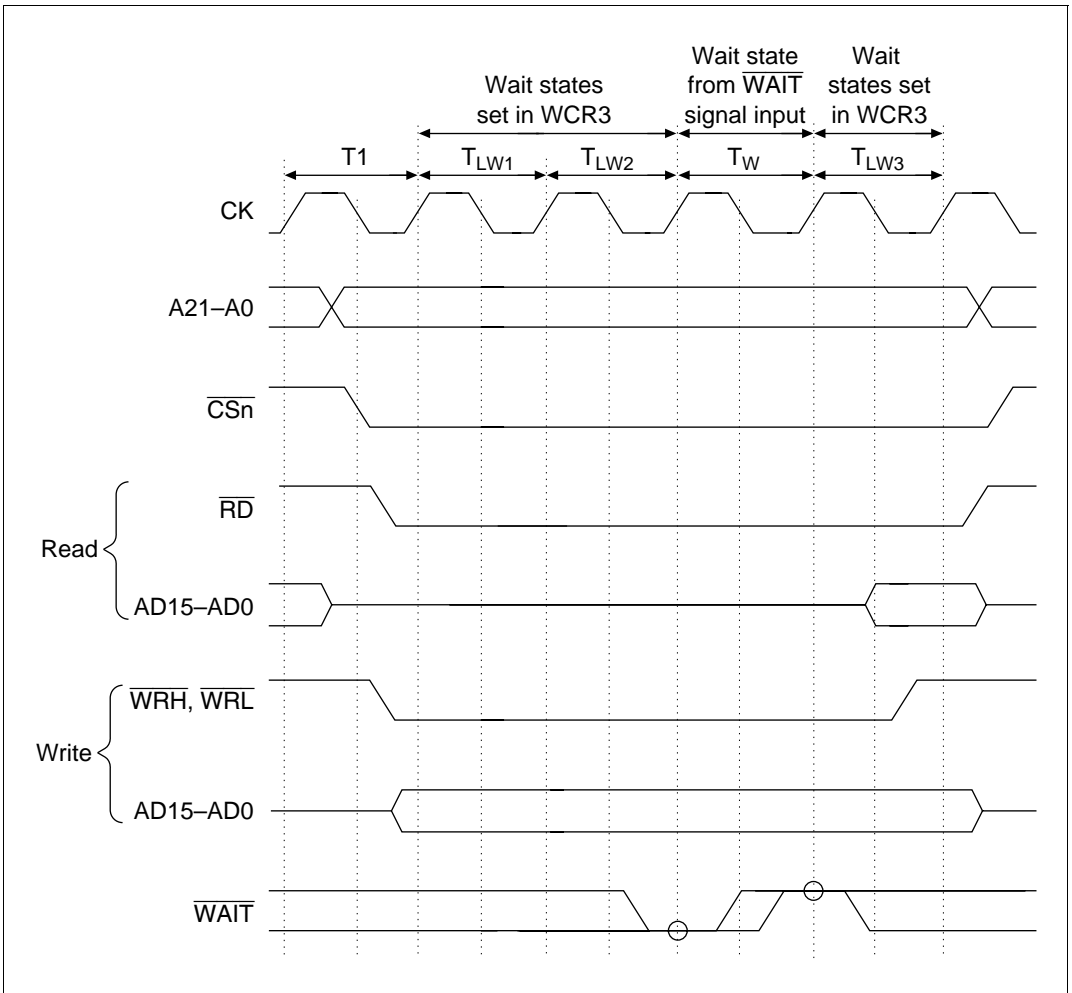 Wait states
set in WCR3
Wait state
from WAIT
signal input
Wait
states set
in WCR3
T1
TLW1
TLW2
TW
TLW3
CK
A21–A0
CSn
Read
RD
AD15–AD0
Write
WRH, WRL
AD15–AD0
WAIT